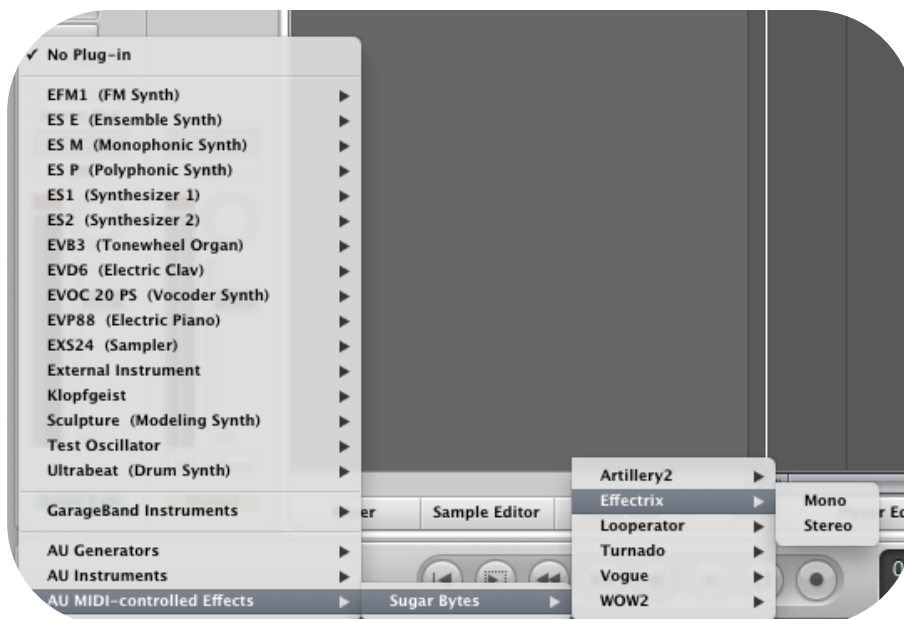 ✓ No Plug-in
EFM1 (FM Synth)
ES E (Ensemble Synth)
ES M (Monophonic Synth)
ES P (Polyphonic Synth)
ES1 (Synthesizer 1)
ES2 (Synthesizer 2)
EVB3 (Tonewheel Organ)
EVD6 (Electric Clav)
EVOC 20 PS (Vocoder Synth)
EVP88 (Electric Piano)
EXS24 (Sampler)
External Instrument
Klopfgeist
Sculpture (Modeling Synth)
Test Oscillator
Ultrabeat (Drum Synth)
GarageBand Instruments
AU Generators
AU Instruments
AU MIDI-controlled Effects
Sugar Bytes
Artillery2
Effectrix
Looperator
Turnado
Vogue
WOW2
Mono
Stereo
Sample Editor